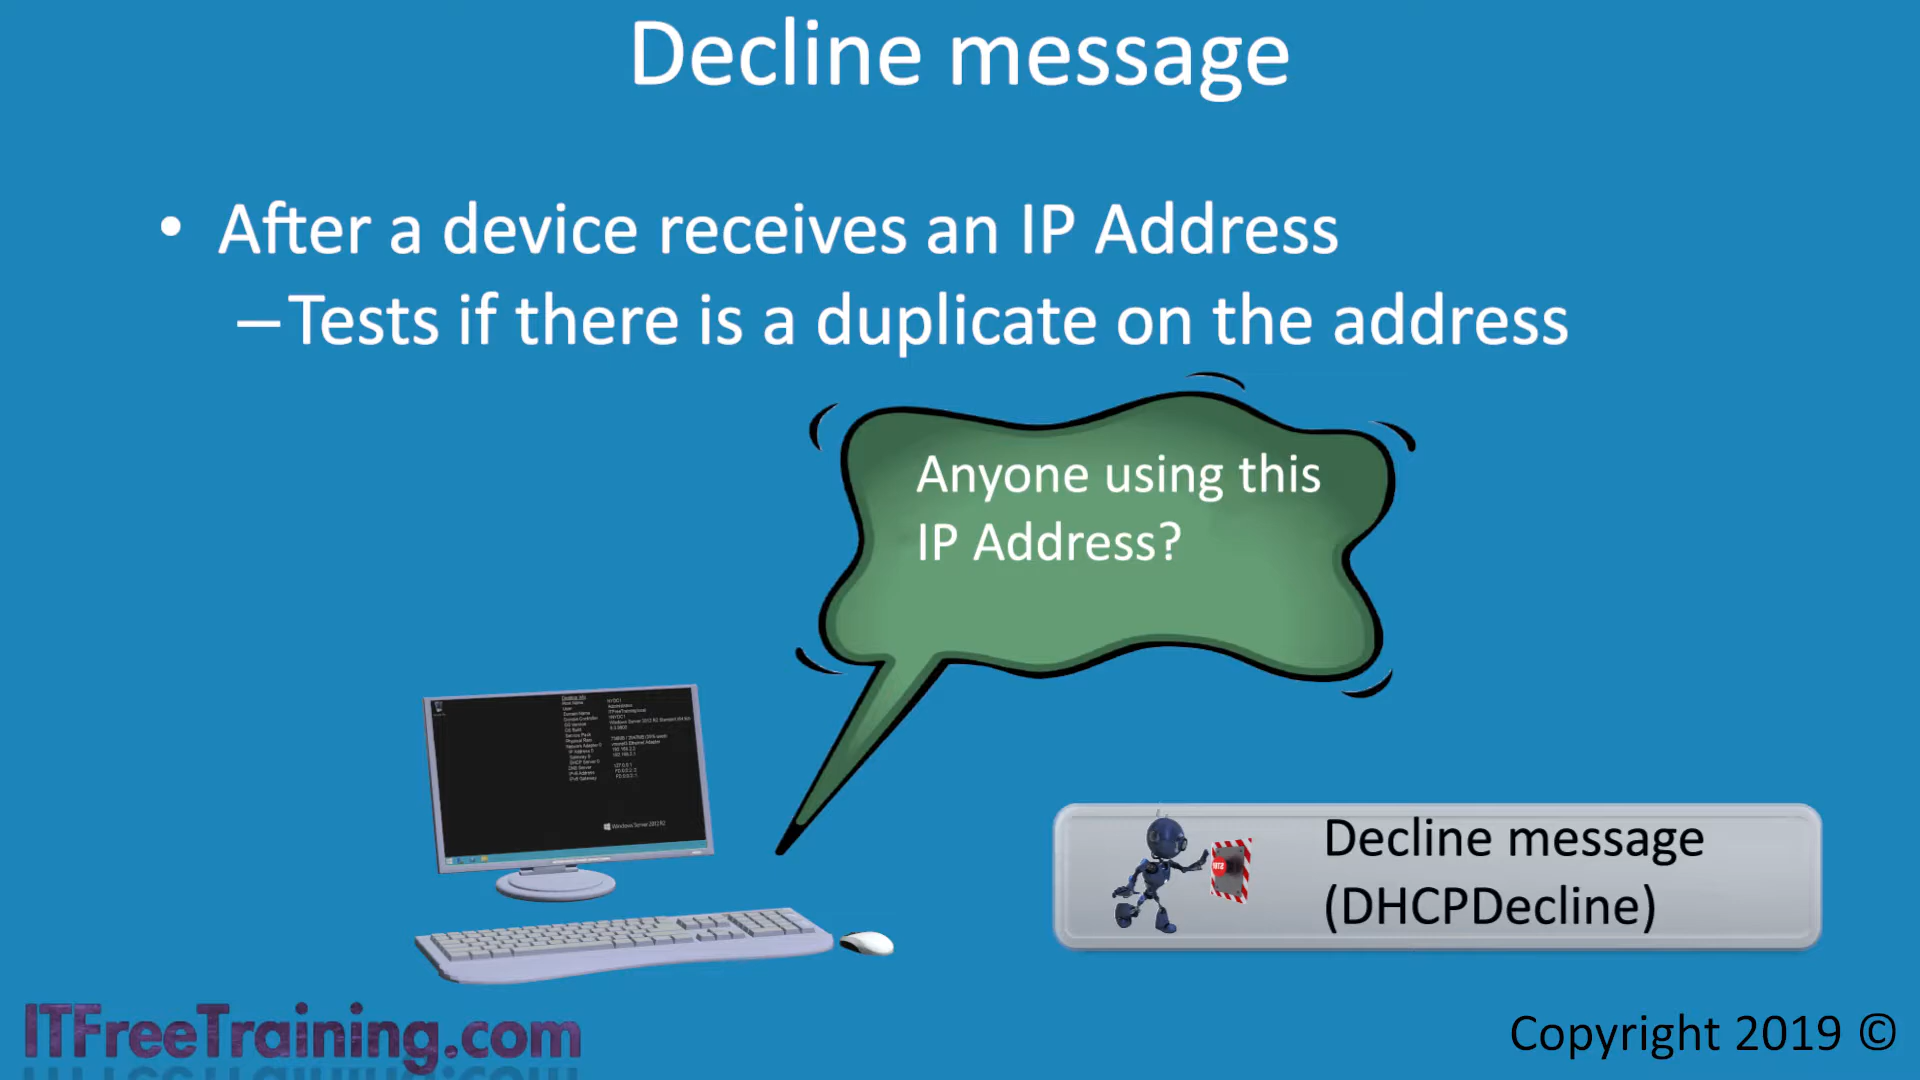 Decline message
• After a device receives an IP Address
–Tests if there is a duplicate on the address
Anyone using this
IP Address?
Decline message
(DHCPDecline)
ITFreeTraining.com
Copyright 2019 ©